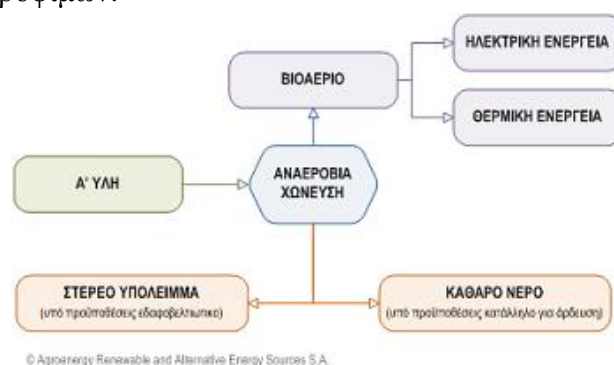 ΗΛΕΚΤΡΙΚΗ ΕΝΕΡΓΕΙΑ
ΒΙΟΑΕΡΙΟ
ΘΕΡΜΙΚΗ ΕΝΕΡΓΕΙΑ
Α' ΥΛΗ
ΑΝΑΕΡΟΒΙΑ
ΧΩΝΕΥΣΗ
ΣΤΕΡΕΟ ΥΠΟΛΕΙΜΜΑ
(υπό προϋποθέσεις εδαφοβελτιωτικο)
ΚΑΘΑΡΟ ΝΕΡΟ
(υπό προϋποθέσεις κατάλληλο για άρδευση)
© Agroenergy Renewable and Alternative Energy Sources S.A.